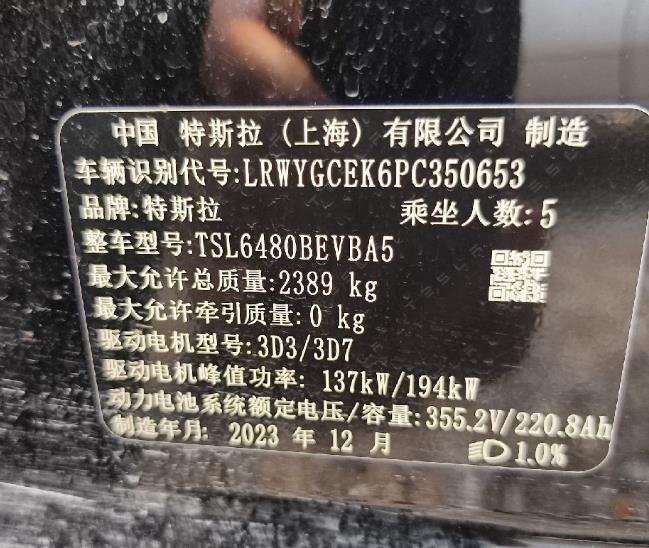 中国 特斯拉（上海）有限公司 制造
车辆识别代号:LRWYGCEK6PC350653
品牌:特斯拉 乘坐人数:5
整车型号:TSL6480BEVBA5
最大允许总质量:2389 kg
最大允许牵引质量:0 kg
驱动电机型号:3D3/3D7
驱动电机峰值功率: 137kW/194kW
动力电池系统额定电压/容量:355.2V/220.8Ah
制造年月: 2023 年 12 月 1.0%